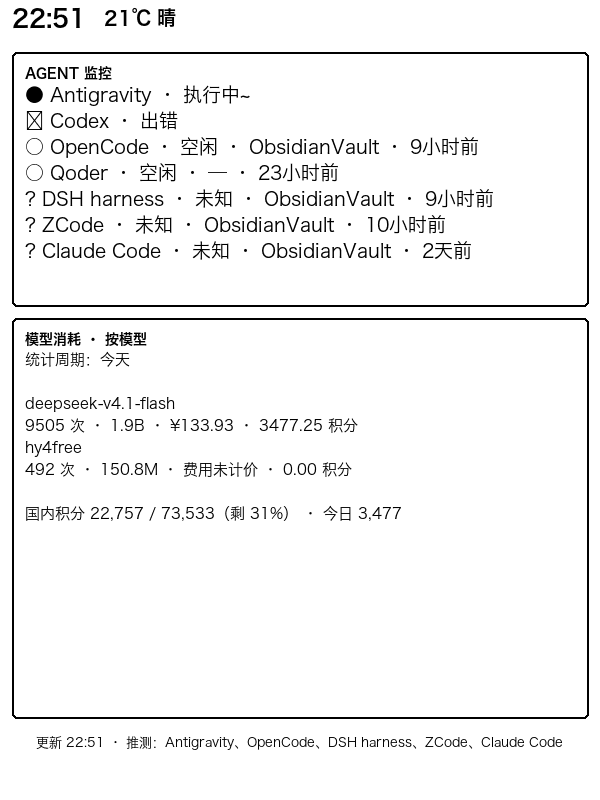 22:51 21℃ 晴
AGENT 监控
● Antigravity · 执行中~
☒ Codex · 出错
○ OpenCode · 空闲 · ObsidianVault · 9小时前
○ Qoder · 空闲 · — · 23小时前
? DSH harness · 未知 · ObsidianVault · 9小时前
? ZCode · 未知 · ObsidianVault · 10小时前
? Claude Code · 未知 · ObsidianVault · 2天前
模型消耗 · 按模型
统计周期：今天
deepseek-v4.1-flash
9505 次 · 1.9B · ¥133.93 · 3477.25 积分
hy4free
492 次 · 150.8M · 费用未计价 · 0.00 积分
国内积分 22,757 / 73,533（剩 31%） · 今日 3,477
更新 22:51 · 推测：Antigravity、OpenCode、DSH harness、ZCode、Claude Code